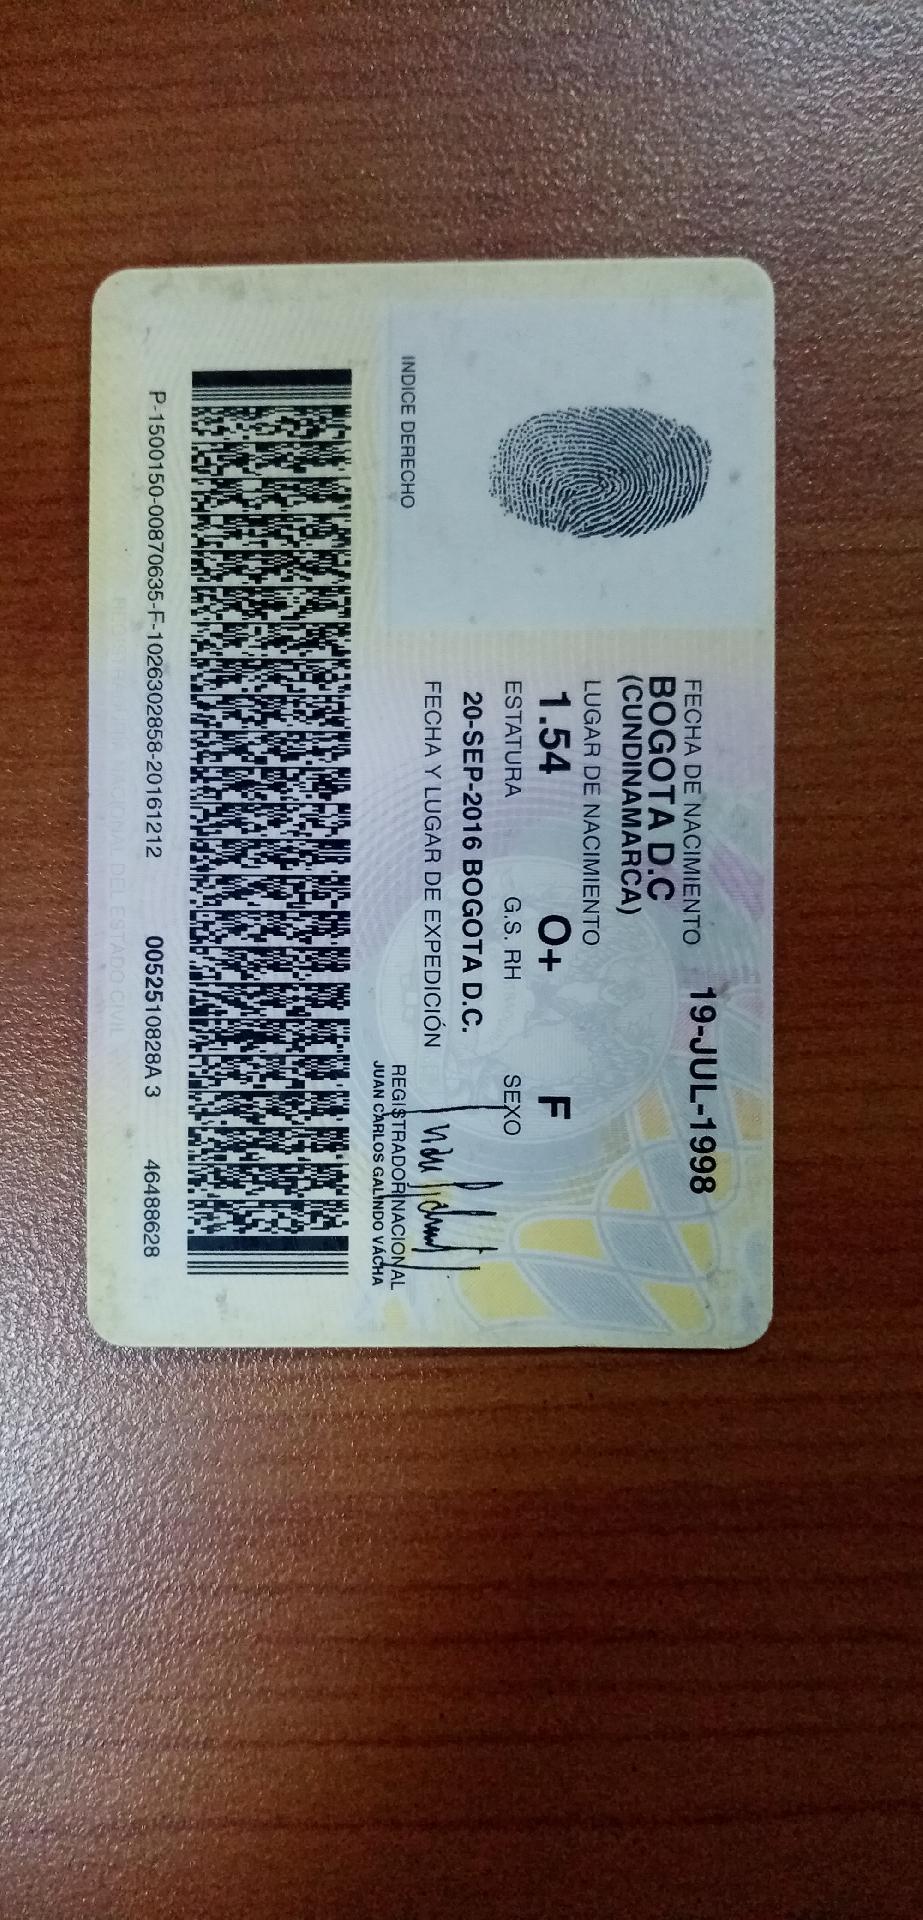 FECHA DE NACIMIENTO 19-JUL-1998
BOGOTA D.C
(CUNDINAMARCA)
LUGAR DE NACIMIENTO
1.54 O+ F
ESTATURA G.S. RH SEXO
20-SEP-2016 BOGOTA D.C.
FECHA Y LUGAR DE EXPEDICIÓN
INDICE DERECHO
REGISTRADOR NACIONAL
JUAN CARLOS GALINDO VÁCHA
P-1500150-00870635-F-1026302858-20161212 0052510828A 3 46488628
REGISTRADURIA NACIONAL DEL ESTADO CIVIL